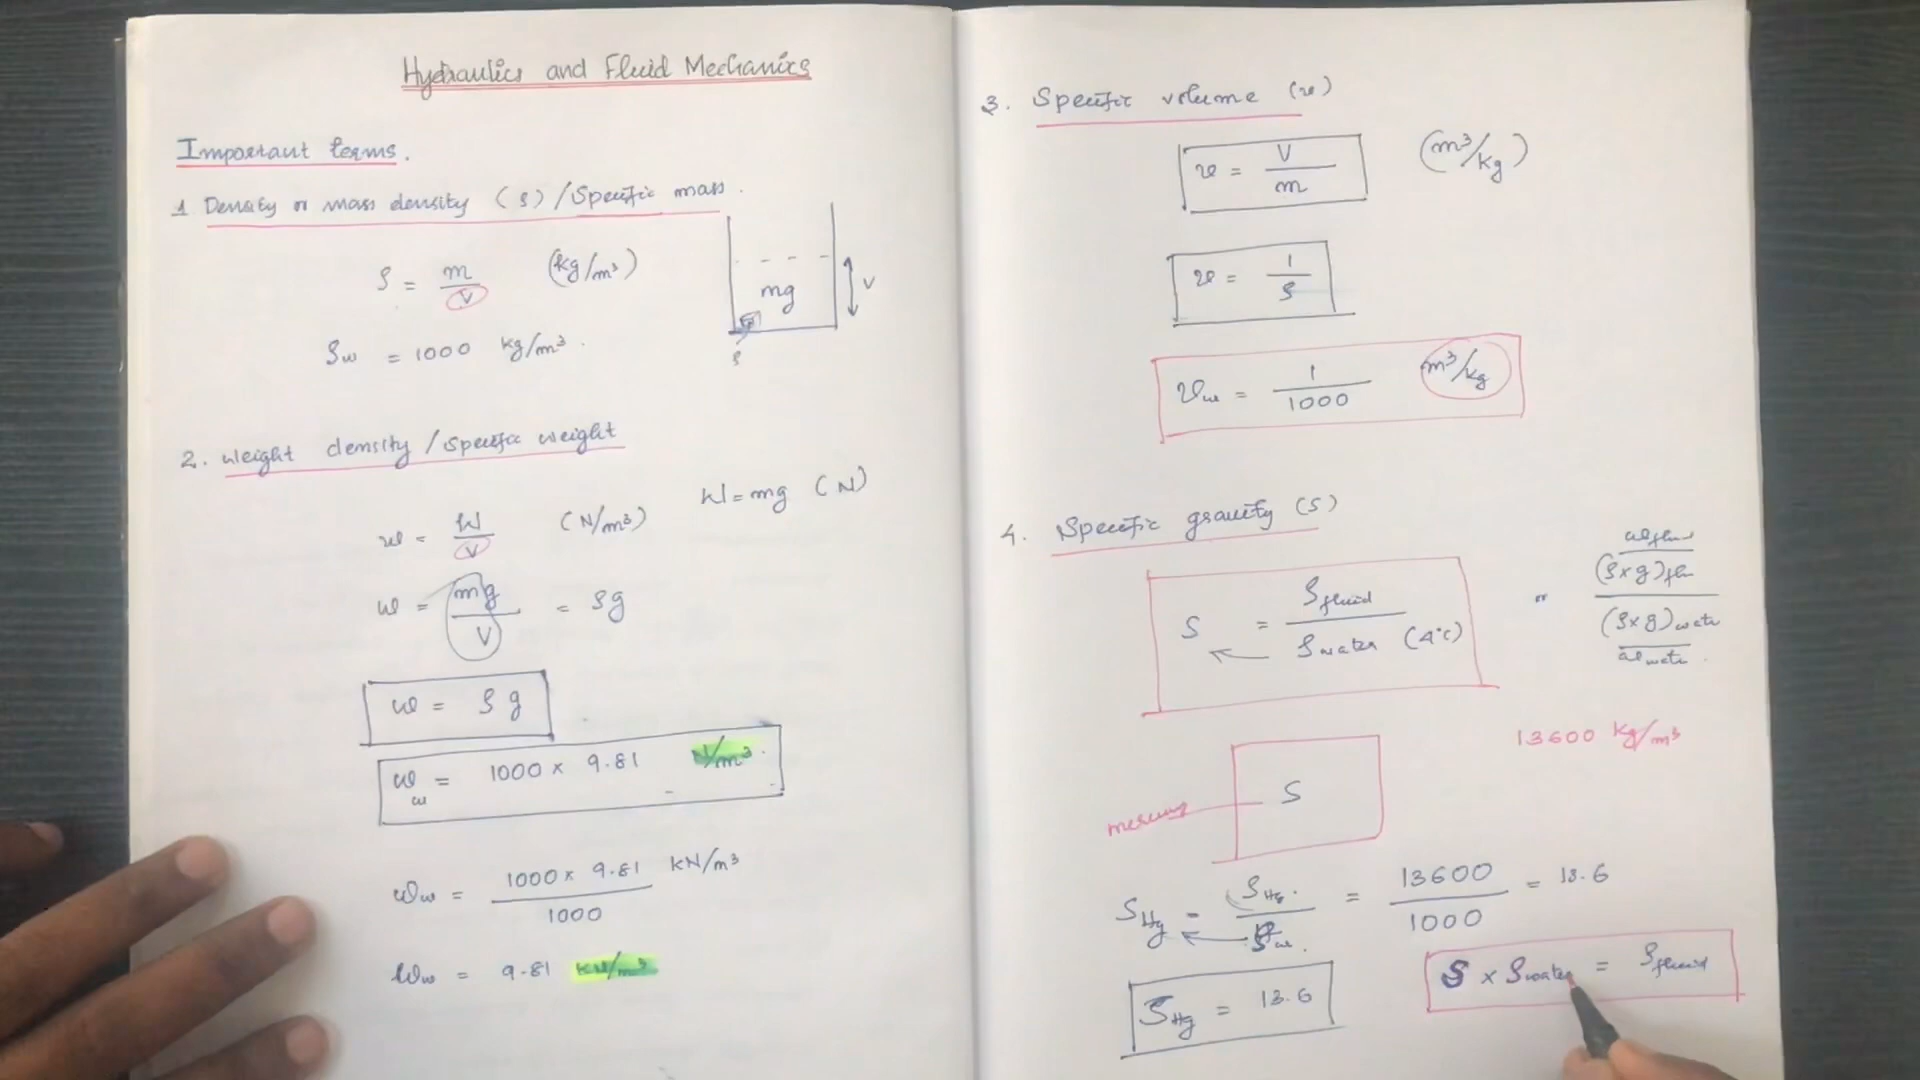 Hydraulics and Fluid Mechanics
Important terms.
1 Density or mass density (ρ) / Specific mass.
ρ = m / V (kg/m³)
mg V
ρ
ρw = 1000 kg/m³.
2. Weight density / Specific weight
w = W / V (N/m³) W = mg (N)
w = mg / V = ρg
w = ρg
w w = 1000 × 9.81 N/m³.
ww = 1000 × 9.81 / 1000 kN/m³
ww = 9.81 kN/m³
3. Specific volume (v)
v = V / m (m³/kg)
v = 1 / ρ
vw = 1 / 1000 m³/kg
4. Specific gravity (S)
S = ρfluid / ρwater (4°c) or wfluid (ρ×g)flu / (ρ×g)water wwater.
13600 kg/m³
mercury S
SHg = ρHg. / ρw. = 13600 / 1000 = 13.6
SHg = 13.6
S × ρwater = ρfluid